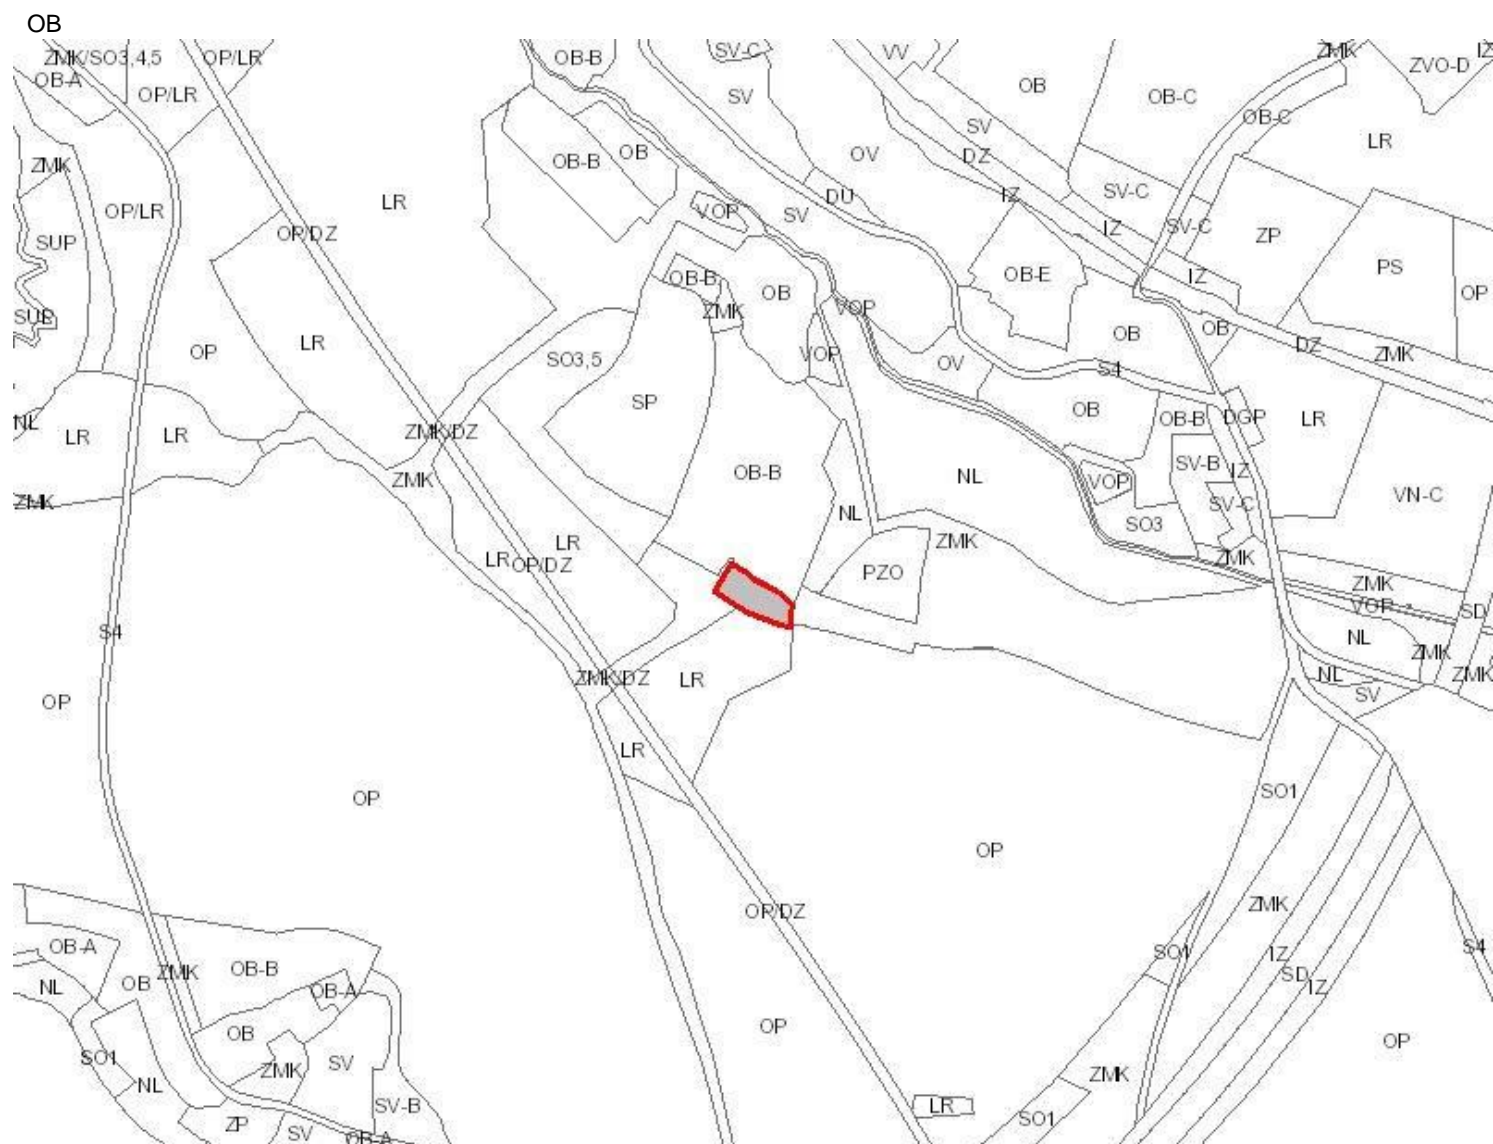 OB
ZMK/SO3,4,5
OP/LR
OB-B
SV-C
VV
ZMK
IZ
OB-A
OP/LR
SV
OB
OB-C
ZVO-D
OB-C
SV
LR
ZMK
OB-B
OB
OV
DZ
OP/LR
LR
VOP
SV
DU
IZ
SV-C
IZ
SV-C
ZP
SUP
OP/DZ
OB-B
OB
OB-E
IZ
PS
OP
SUP
ZMK
VOP
OB
OB
OP
LR
SO3,5
VOP
OV
S4
DZ
ZMK
SP
OB
OB-B
DGP
LR
NL
LR
LR
ZMK/DZ
ZMK
OB-B
NL
VOP
SV-B
IZ
VN-C
ZMK
NL
SV-C
SO3
LR
LR
OP/DZ
ZMK
PZO
ZMK
ZMK
VOP
SD
S4
NL
ZMK
ZMK/DZ
LR
NL
SV
ZMK
OP
LR
OP
SO1
OP
OP/DZ
ZMK
OB-A
OB
ZMK
OB-B
SO1
IZ
SD
IZ
S4
NL
OB-A
OB
OP
OP
SO1
NL
ZMK
SV
ZMK
ZP
SV
SV-B
OB-A
LR
SO1